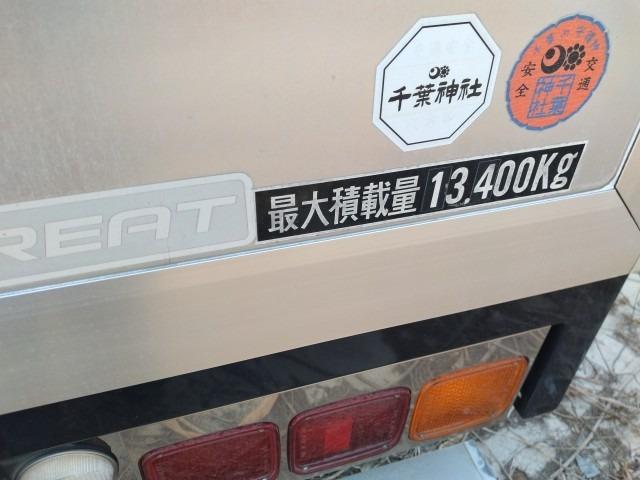 千葉神社
交通
安全
千葉
神社
REAT
最大積載量 13,400Kg